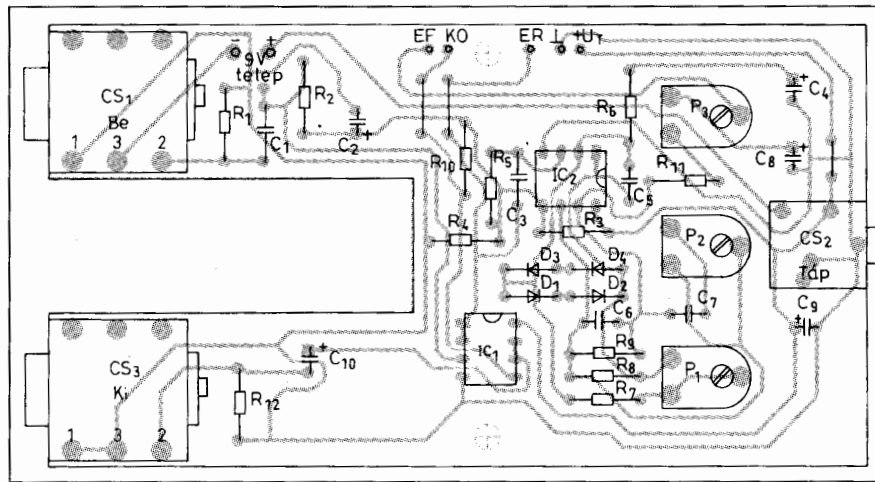 EF KO ER ⊥ +U_T
- +
9V
telep
CS₁
Be
1 3 2
R₁
C₁
R₂
C₂
+
R₁₀
R₅
C₃
R₄
IC₂
R₃
R₆
C₅
R₁₁
P₃
+
C₄
+
C₈
P₂
CS₂
Táp
+
C₉
D₃ D₄
D₁ D₂
C₆
C₇
IC₁
R₉
R₈
R₇
P₁
CS₃
Ki
1 3 2
R₁₂
+
C₁₀